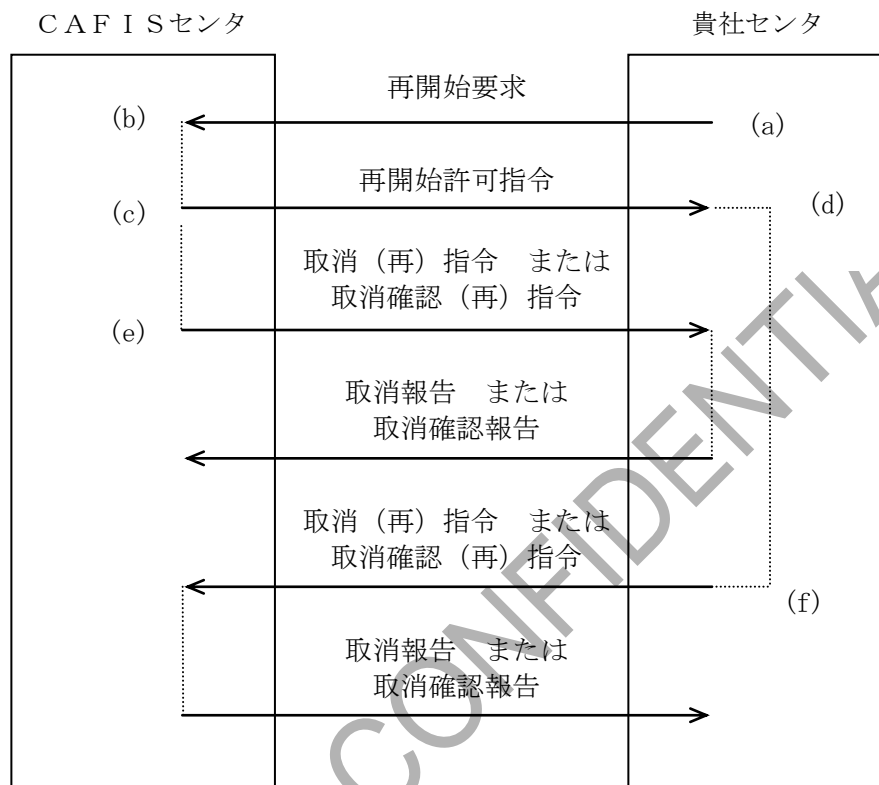 ＣＡＦＩＳセンタ
貴社センタ
再開始要求
(b)
(a)
再開始許可指令
(c)
(d)
取消（再）指令　または
取消確認（再）指令
(e)
取消報告　または
取消確認報告
取消（再）指令　または
取消確認（再）指令
(f)
取消報告　または
取消確認報告
CONFIDENTIA